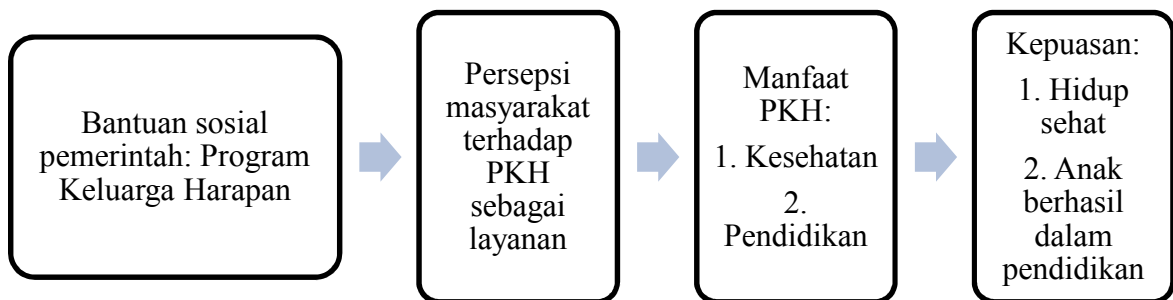 Bantuan sosial
pemerintah: Program
Keluarga Harapan
Persepsi
masyarakat
terhadap
PKH
sebagai
layanan
Manfaat
PKH:
1. Kesehatan
2.
Pendidikan
Kepuasan:
1. Hidup
sehat
2. Anak
berhasil
dalam
pendidikan